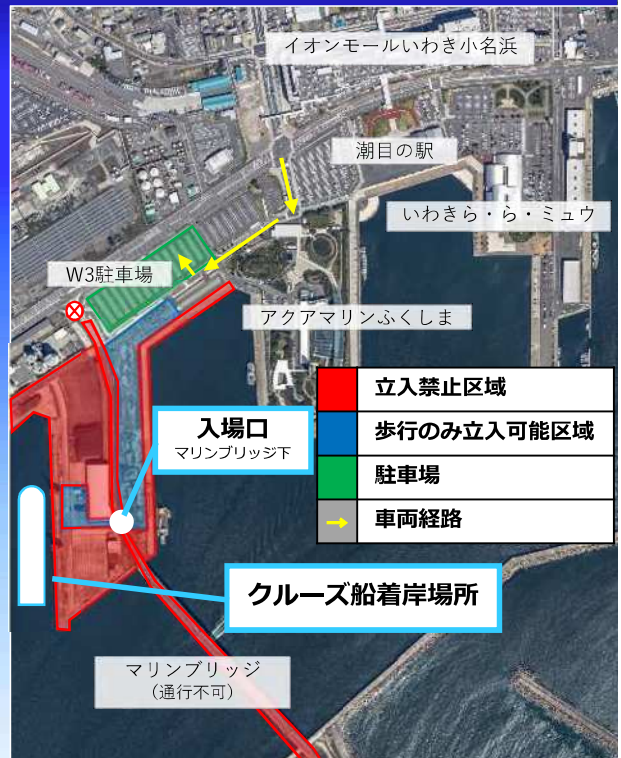 イオンモールいわき小名浜
潮目の駅
いわきら・ら・ミュウ
W3駐車場
アクアマリンふくしま
立入禁止区域
歩行のみ立入可能区域
駐車場
車両経路
入場口
マリンブリッジ下
クルーズ船着岸場所
マリンブリッジ
（通行不可）